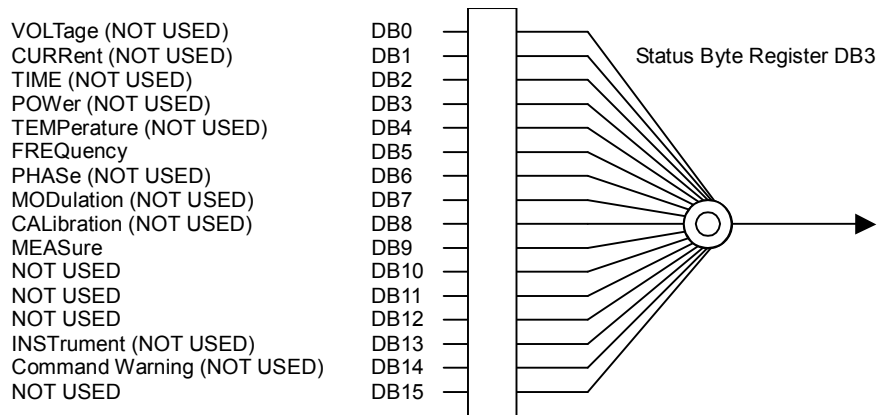 VOLTage (NOT USED) DB0
CURRent (NOT USED) DB1 Status Byte Register DB3
TIME (NOT USED) DB2
POWer (NOT USED) DB3
TEMPerature (NOT USED) DB4
FREQuency DB5
PHASe (NOT USED) DB6
MODulation (NOT USED) DB7
CALibration (NOT USED) DB8
MEASure DB9
NOT USED DB10
NOT USED DB11
NOT USED DB12
INSTrument (NOT USED) DB13
Command Warning (NOT USED) DB14
NOT USED DB15